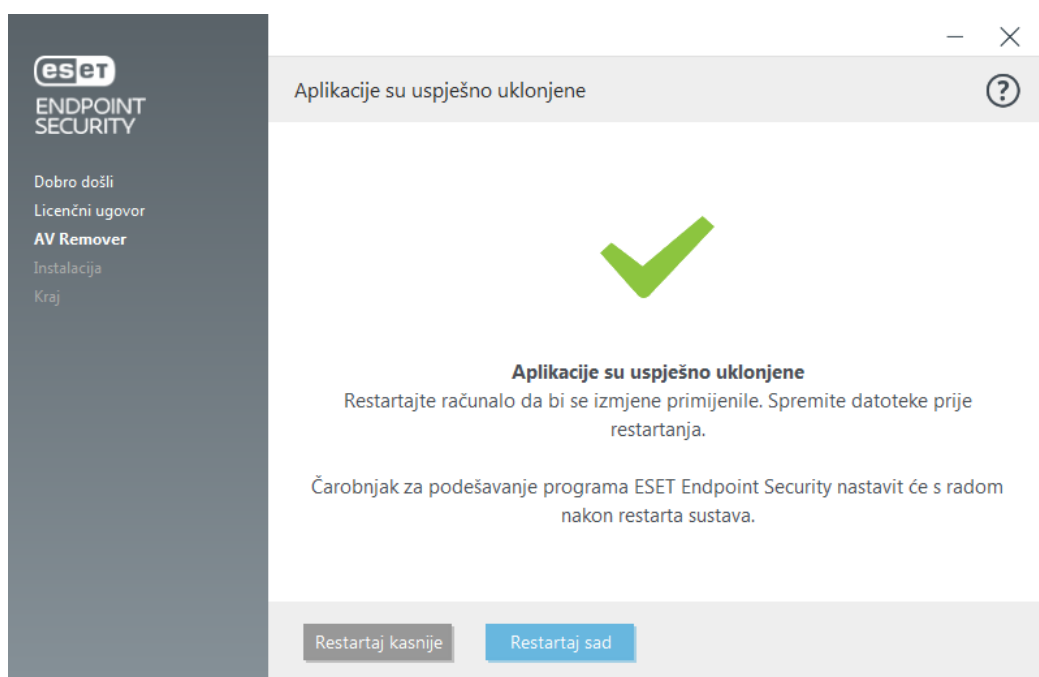 eset
ENDPOINT
SECURITY
Dobro došli
Licenčni ugovor
AV Remover
Instalacija
Kraj
Aplikacije su uspješno uklonjene
?
Aplikacije su uspješno uklonjene
Restartajte računalo da bi se izmjene primijenile. Spremite datoteke prije
restartanja.
Čarobnjak za podešavanje programa ESET Endpoint Security nastavit će s radom
nakon restarta sustava.
Restartaj kasnije
Restartaj sad